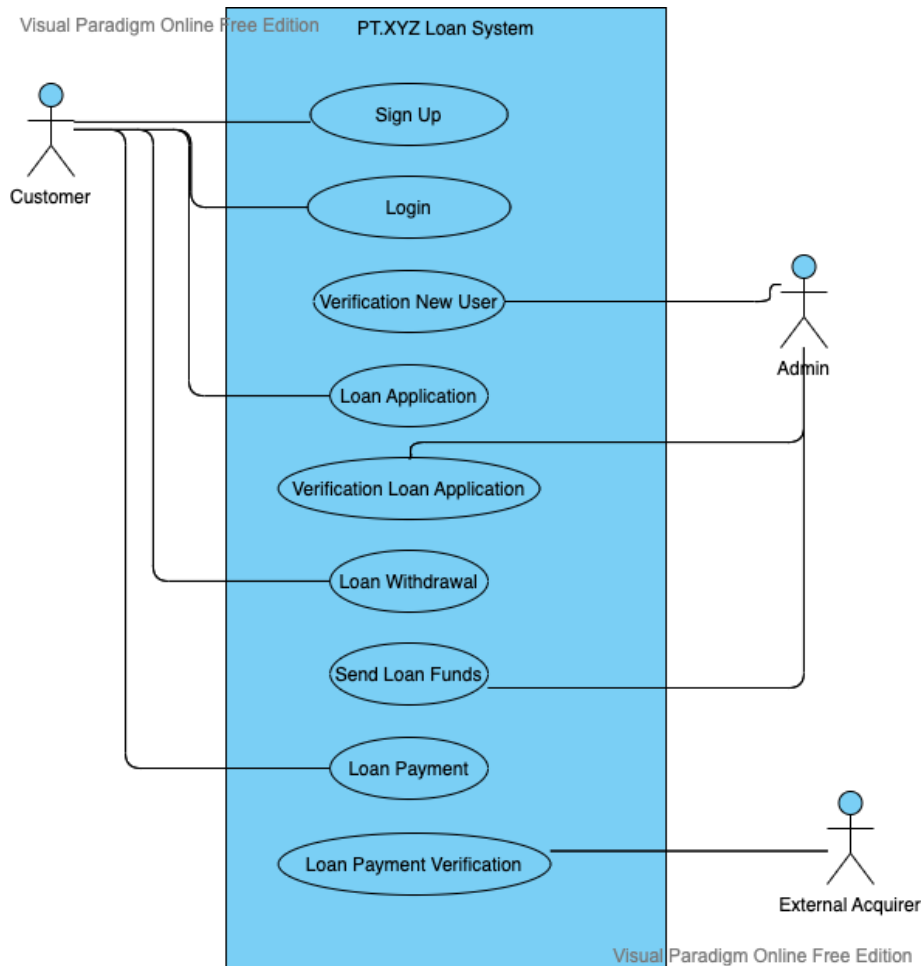 Visual Paradigm Online Free Edition
PT.XYZ Loan System
Sign Up
Customer
Login
Verification New User
Admin
Loan Application
Verification Loan Application
Loan Withdrawal
Send Loan Funds
Loan Payment
Loan Payment Verification
External Acquirer
Visual Paradigm Online Free Edition